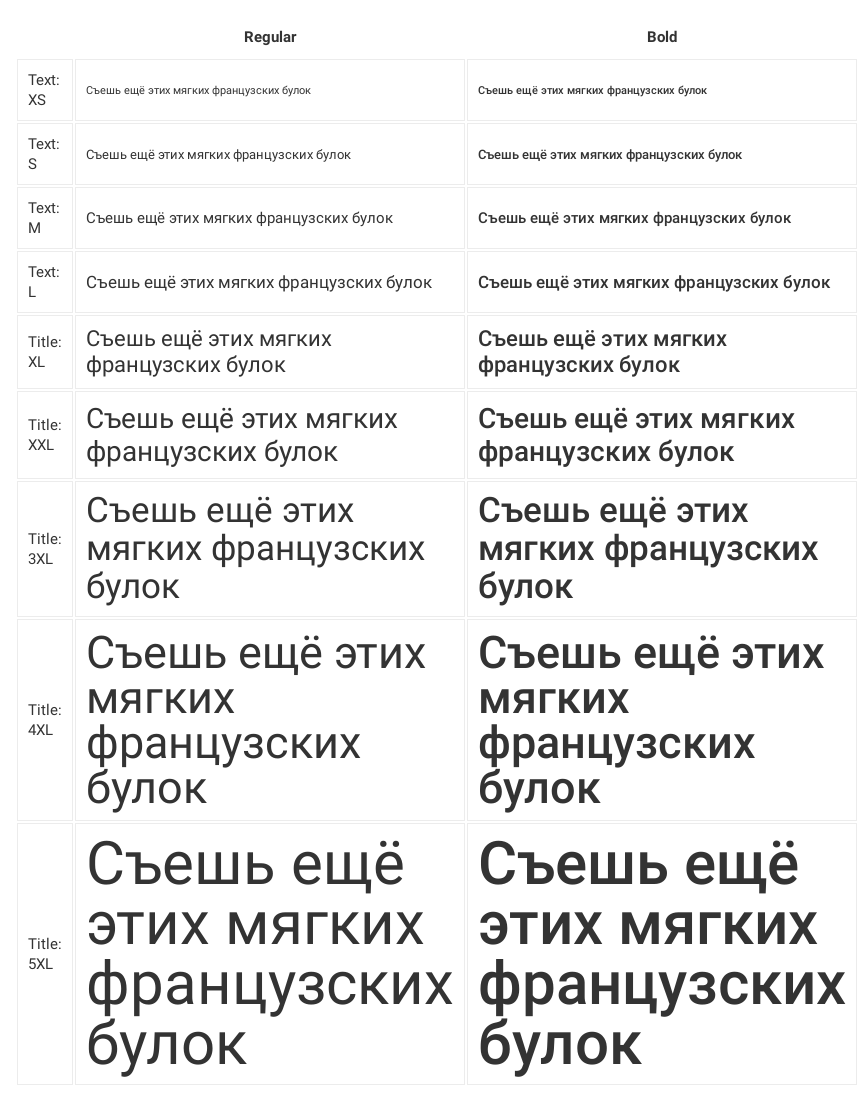 Regular Bold
Text:
XS
Съешь ещё этих мягких французских булок
Съешь ещё этих мягких французских булок
Text:
S
Съешь ещё этих мягких французских булок
Съешь ещё этих мягких французских булок
Text:
M
Съешь ещё этих мягких французских булок
Съешь ещё этих мягких французских булок
Text:
L
Съешь ещё этих мягких французских булок
Съешь ещё этих мягких французских булок
Title:
XL
Съешь ещё этих мягких
французских булок
Съешь ещё этих мягких
французских булок
Title:
XXL
Съешь ещё этих мягких
французских булок
Съешь ещё этих мягких
французских булок
Title:
3XL
Съешь ещё этих
мягких французских
булок
Съешь ещё этих
мягких французских
булок
Title:
4XL
Съешь ещё этих
мягких
французских
булок
Съешь ещё этих
мягких
французских
булок
Title:
5XL
Съешь ещё
этих мягких
французских
булок
Съешь ещё
этих мягких
французских
булок